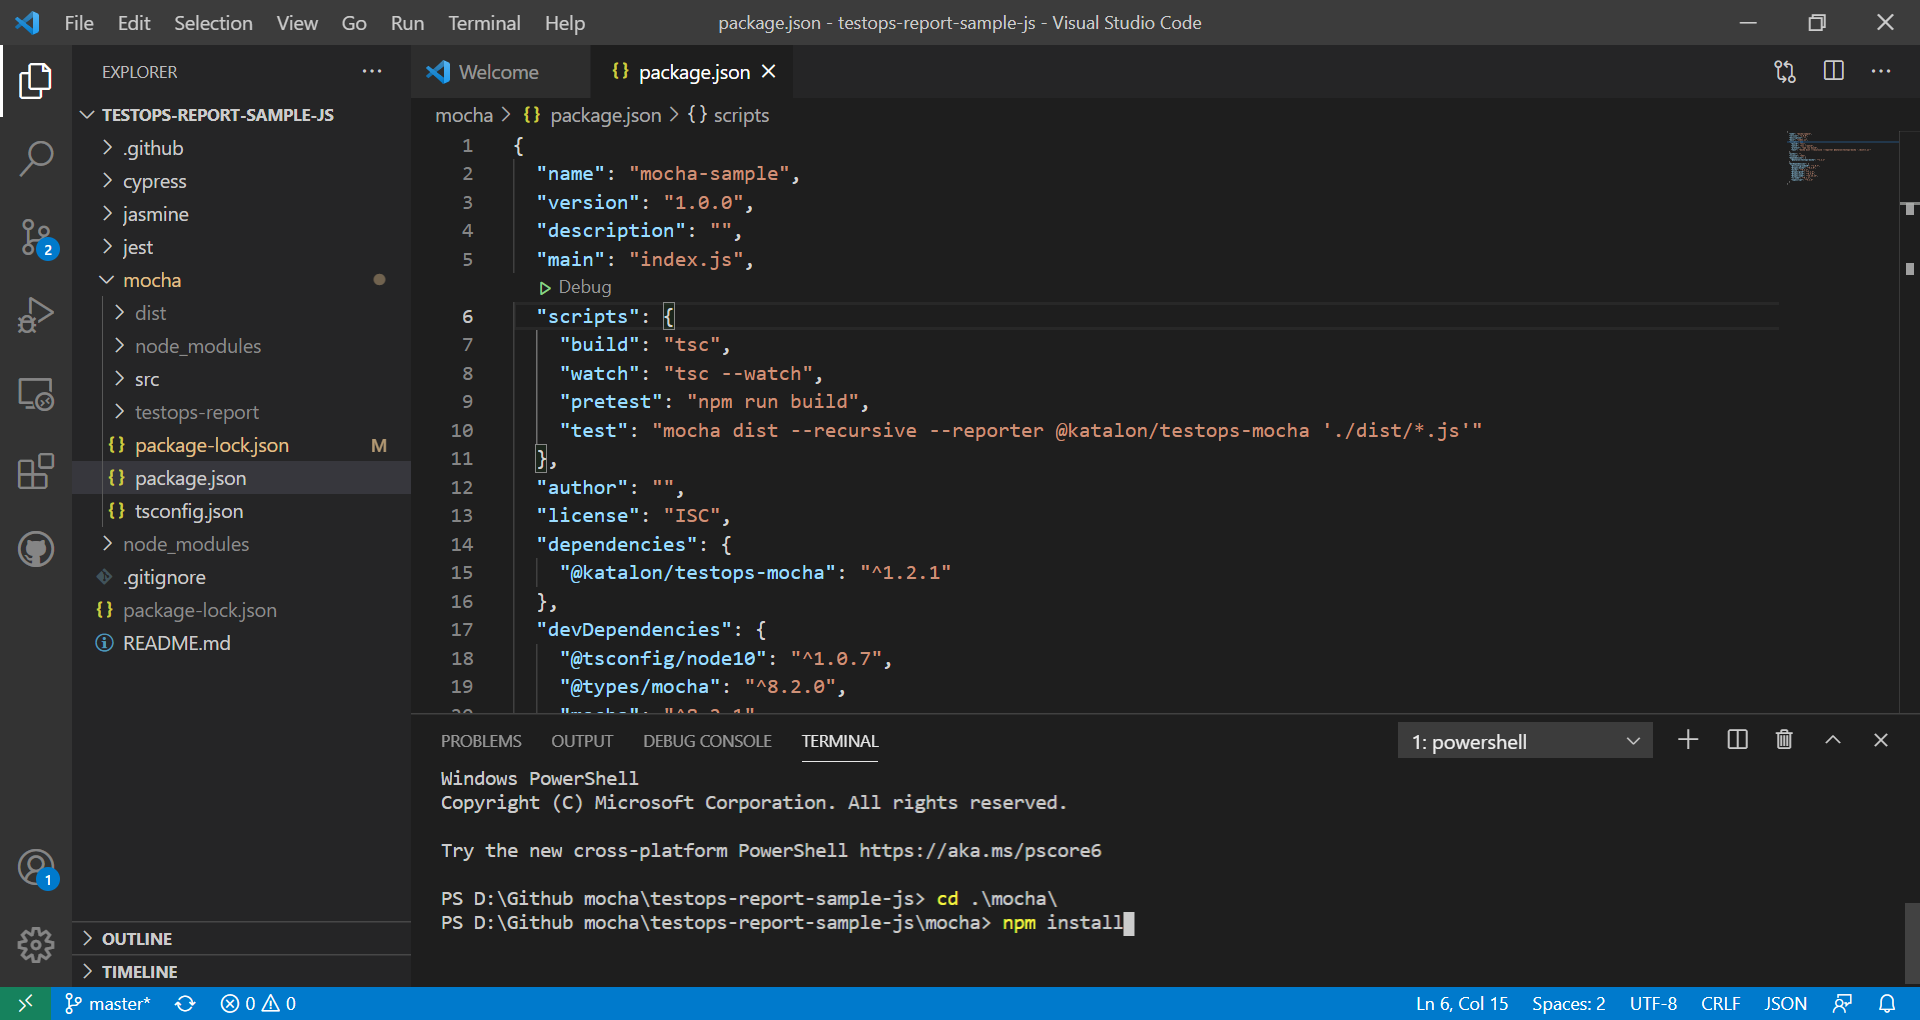 File Edit Selection View Go Run Terminal Help
package.json - testops-report-sample-js - Visual Studio Code
EXPLORER
TESTOPS-REPORT-SAMPLE-JS
.github
cypress
jasmine
jest
mocha
dist
node_modules
src
testops-report
package-lock.json M
package.json
tsconfig.json
node_modules
.gitignore
package-lock.json
README.md
OUTLINE
TIMELINE
2
1
Welcome
{} package.json
mocha > {} package.json > {} scripts
1 {
2 "name": "mocha-sample",
3 "version": "1.0.0",
4 "description": "",
5 "main": "index.js",
Debug
6 "scripts": {
7 "build": "tsc",
8 "watch": "tsc --watch",
9 "pretest": "npm run build",
10 "test": "mocha dist --recursive --reporter @katalon/testops-mocha './dist/*.js'"
11 },
12 "author": "",
13 "license": "ISC",
14 "dependencies": {
15 "@katalon/testops-mocha": "^1.2.1"
16 },
17 "devDependencies": {
18 "@tsconfig/node10": "^1.0.7",
19 "@types/mocha": "^8.2.0",
PROBLEMS OUTPUT DEBUG CONSOLE TERMINAL
1: powershell
Windows PowerShell
Copyright (C) Microsoft Corporation. All rights reserved.
Try the new cross-platform PowerShell https://aka.ms/pscore6
PS D:\Github mocha\testops-report-sample-js> cd .\mocha\
PS D:\Github mocha\testops-report-sample-js\mocha> npm install
master* 0 0
Ln 6, Col 15 Spaces: 2 UTF-8 CRLF JSON